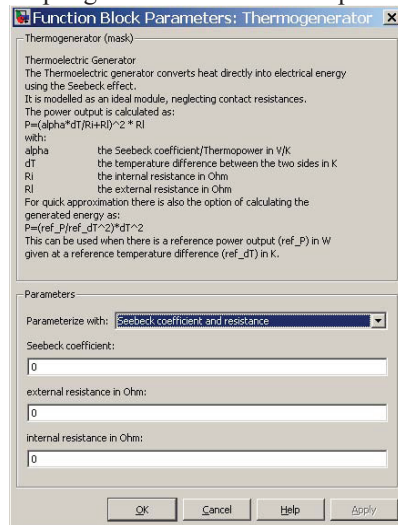 Function Block Parameters: Thermogenerator
Thermogenerator (mask)
Thermoelectric Generator
The Thermoelectric generator converts heat directly into electrical energy
using the Seebeck effect.
It is modelled as an ideal module, neglecting contact resistances.
The power output is calculated as:
P=(alpha*dT/Ri+Rl)^2 * Rl
with:
alpha the Seebeck coefficient/Thermopower in V/K
dT the temperature difference between the two sides in K
Ri the internal resistance in Ohm
Rl the external resistance in Ohm
For quick approximation there is also the option of calculating the
generated energy as:
P=(ref_P/ref_dT^2)*dT^2
This can be used when there is a reference power output (ref_P) in W
given at a reference temperature difference (ref_dT) in K.
Parameters
Parameterize with: Seebeck coefficient and resistance
Seebeck coefficient:
0
external resistance in Ohm:
0
internal resistance in Ohm:
0
OK Cancel Help Apply